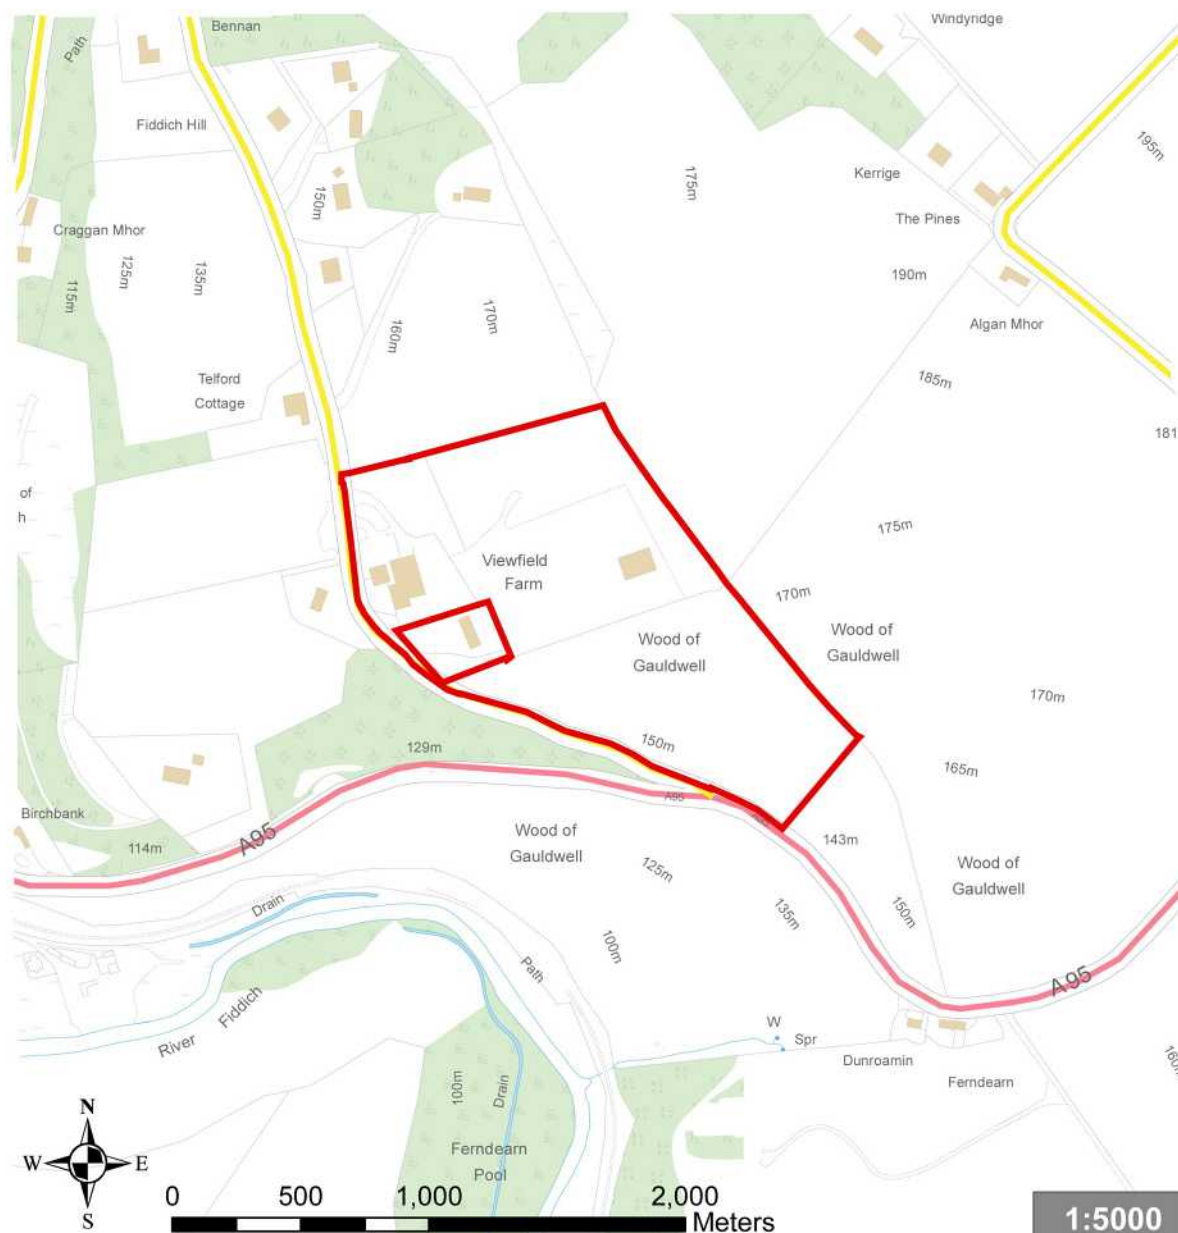 Bennan
Windyridge
Path
Fiddich Hill
195m
175m
Kerrige
150m
The Pines
Craggan Mhor
125m
135m
115m
190m
170m
160m
Algan Mhor
Telford
Cottage
185m
181
of
h
175m
Viewfield
Farm
170m
Wood of
Gauldwell
Wood of
Gauldwell
170m
150m
129m
165m
A95
Birchbank
A95
114m
Wood of
Gauldwell
143m
125m
Wood of
Gauldwell
135m
150m
Drain
100m
Path
A95
River Fiddich
W
Spr
Dunroamin
Ferndearn
160m
100m
Drain
Ferndearn
Pool
N
W E
S
0 500 1,000 2,000
Meters
1:5000